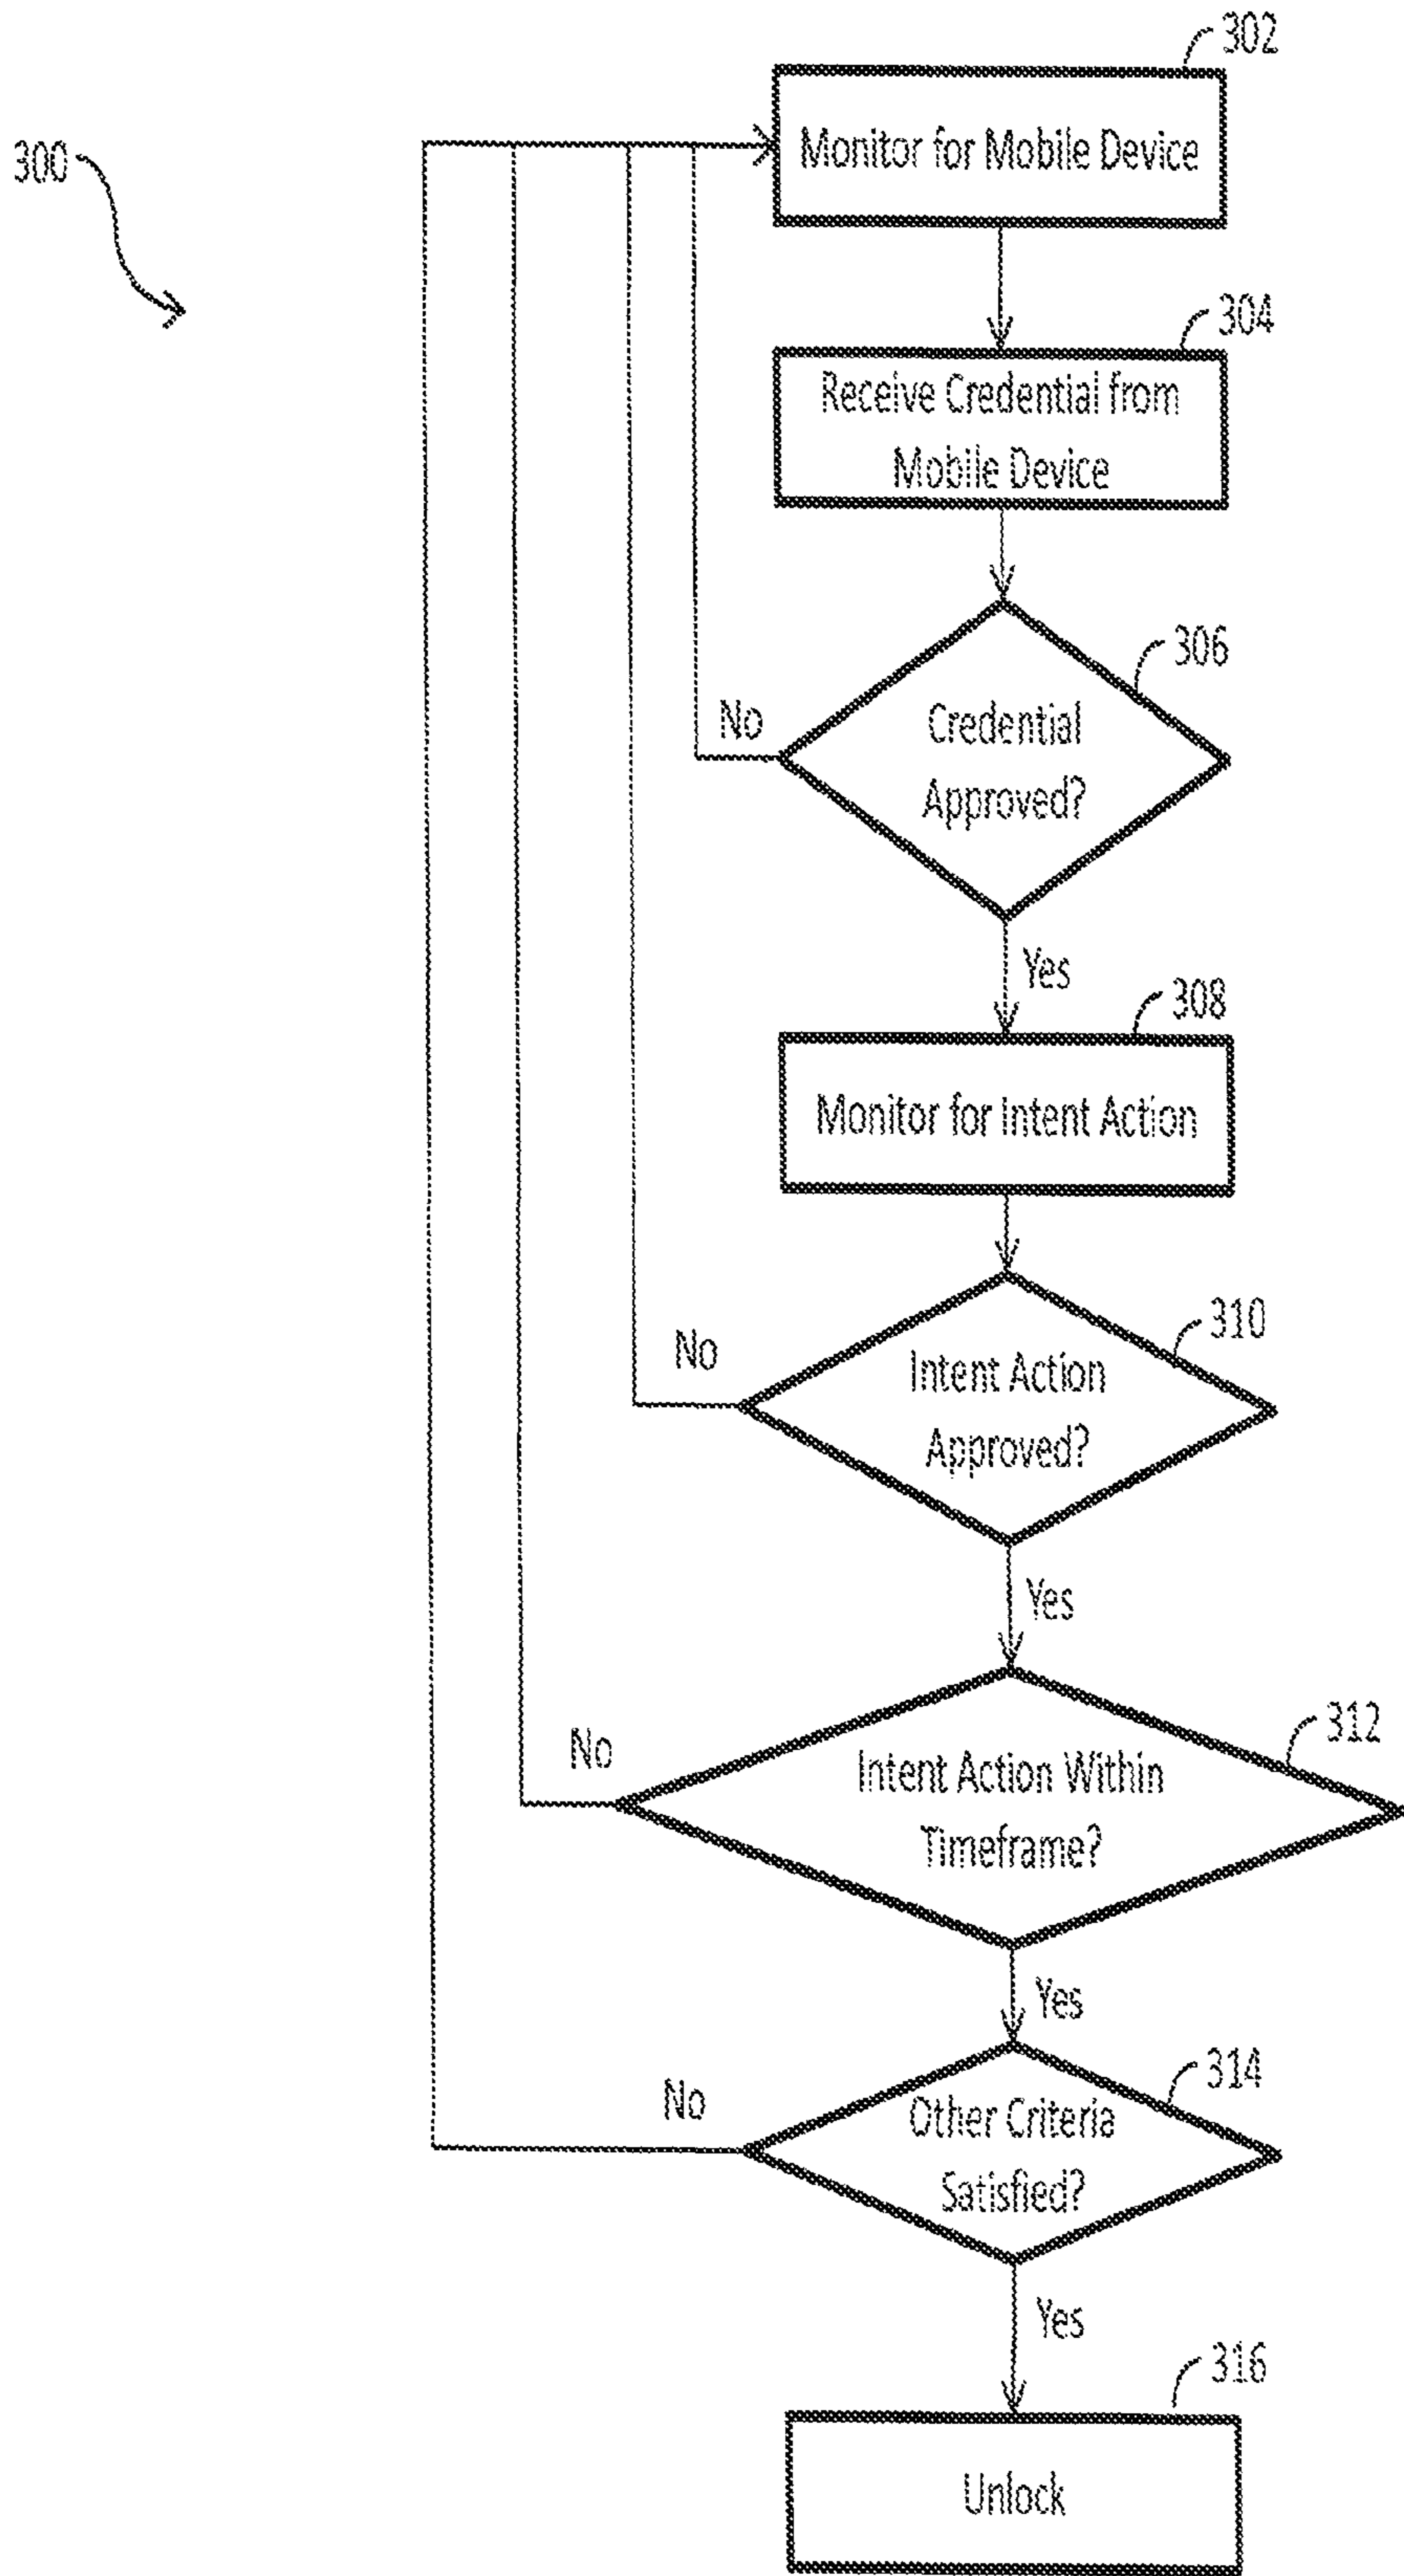 302
300
Monitor for Mobile Device
304
Receive Credential from
Mobile Device
306
No
Credential
Approved?
Yes
308
Monitor for Intent Action
310
No
Intent Action
Approved?
Yes
312
No
Intent Action Within
Timeframe?
Yes
314
No
Other Criteria
Satisfied?
Yes
316
Unlock